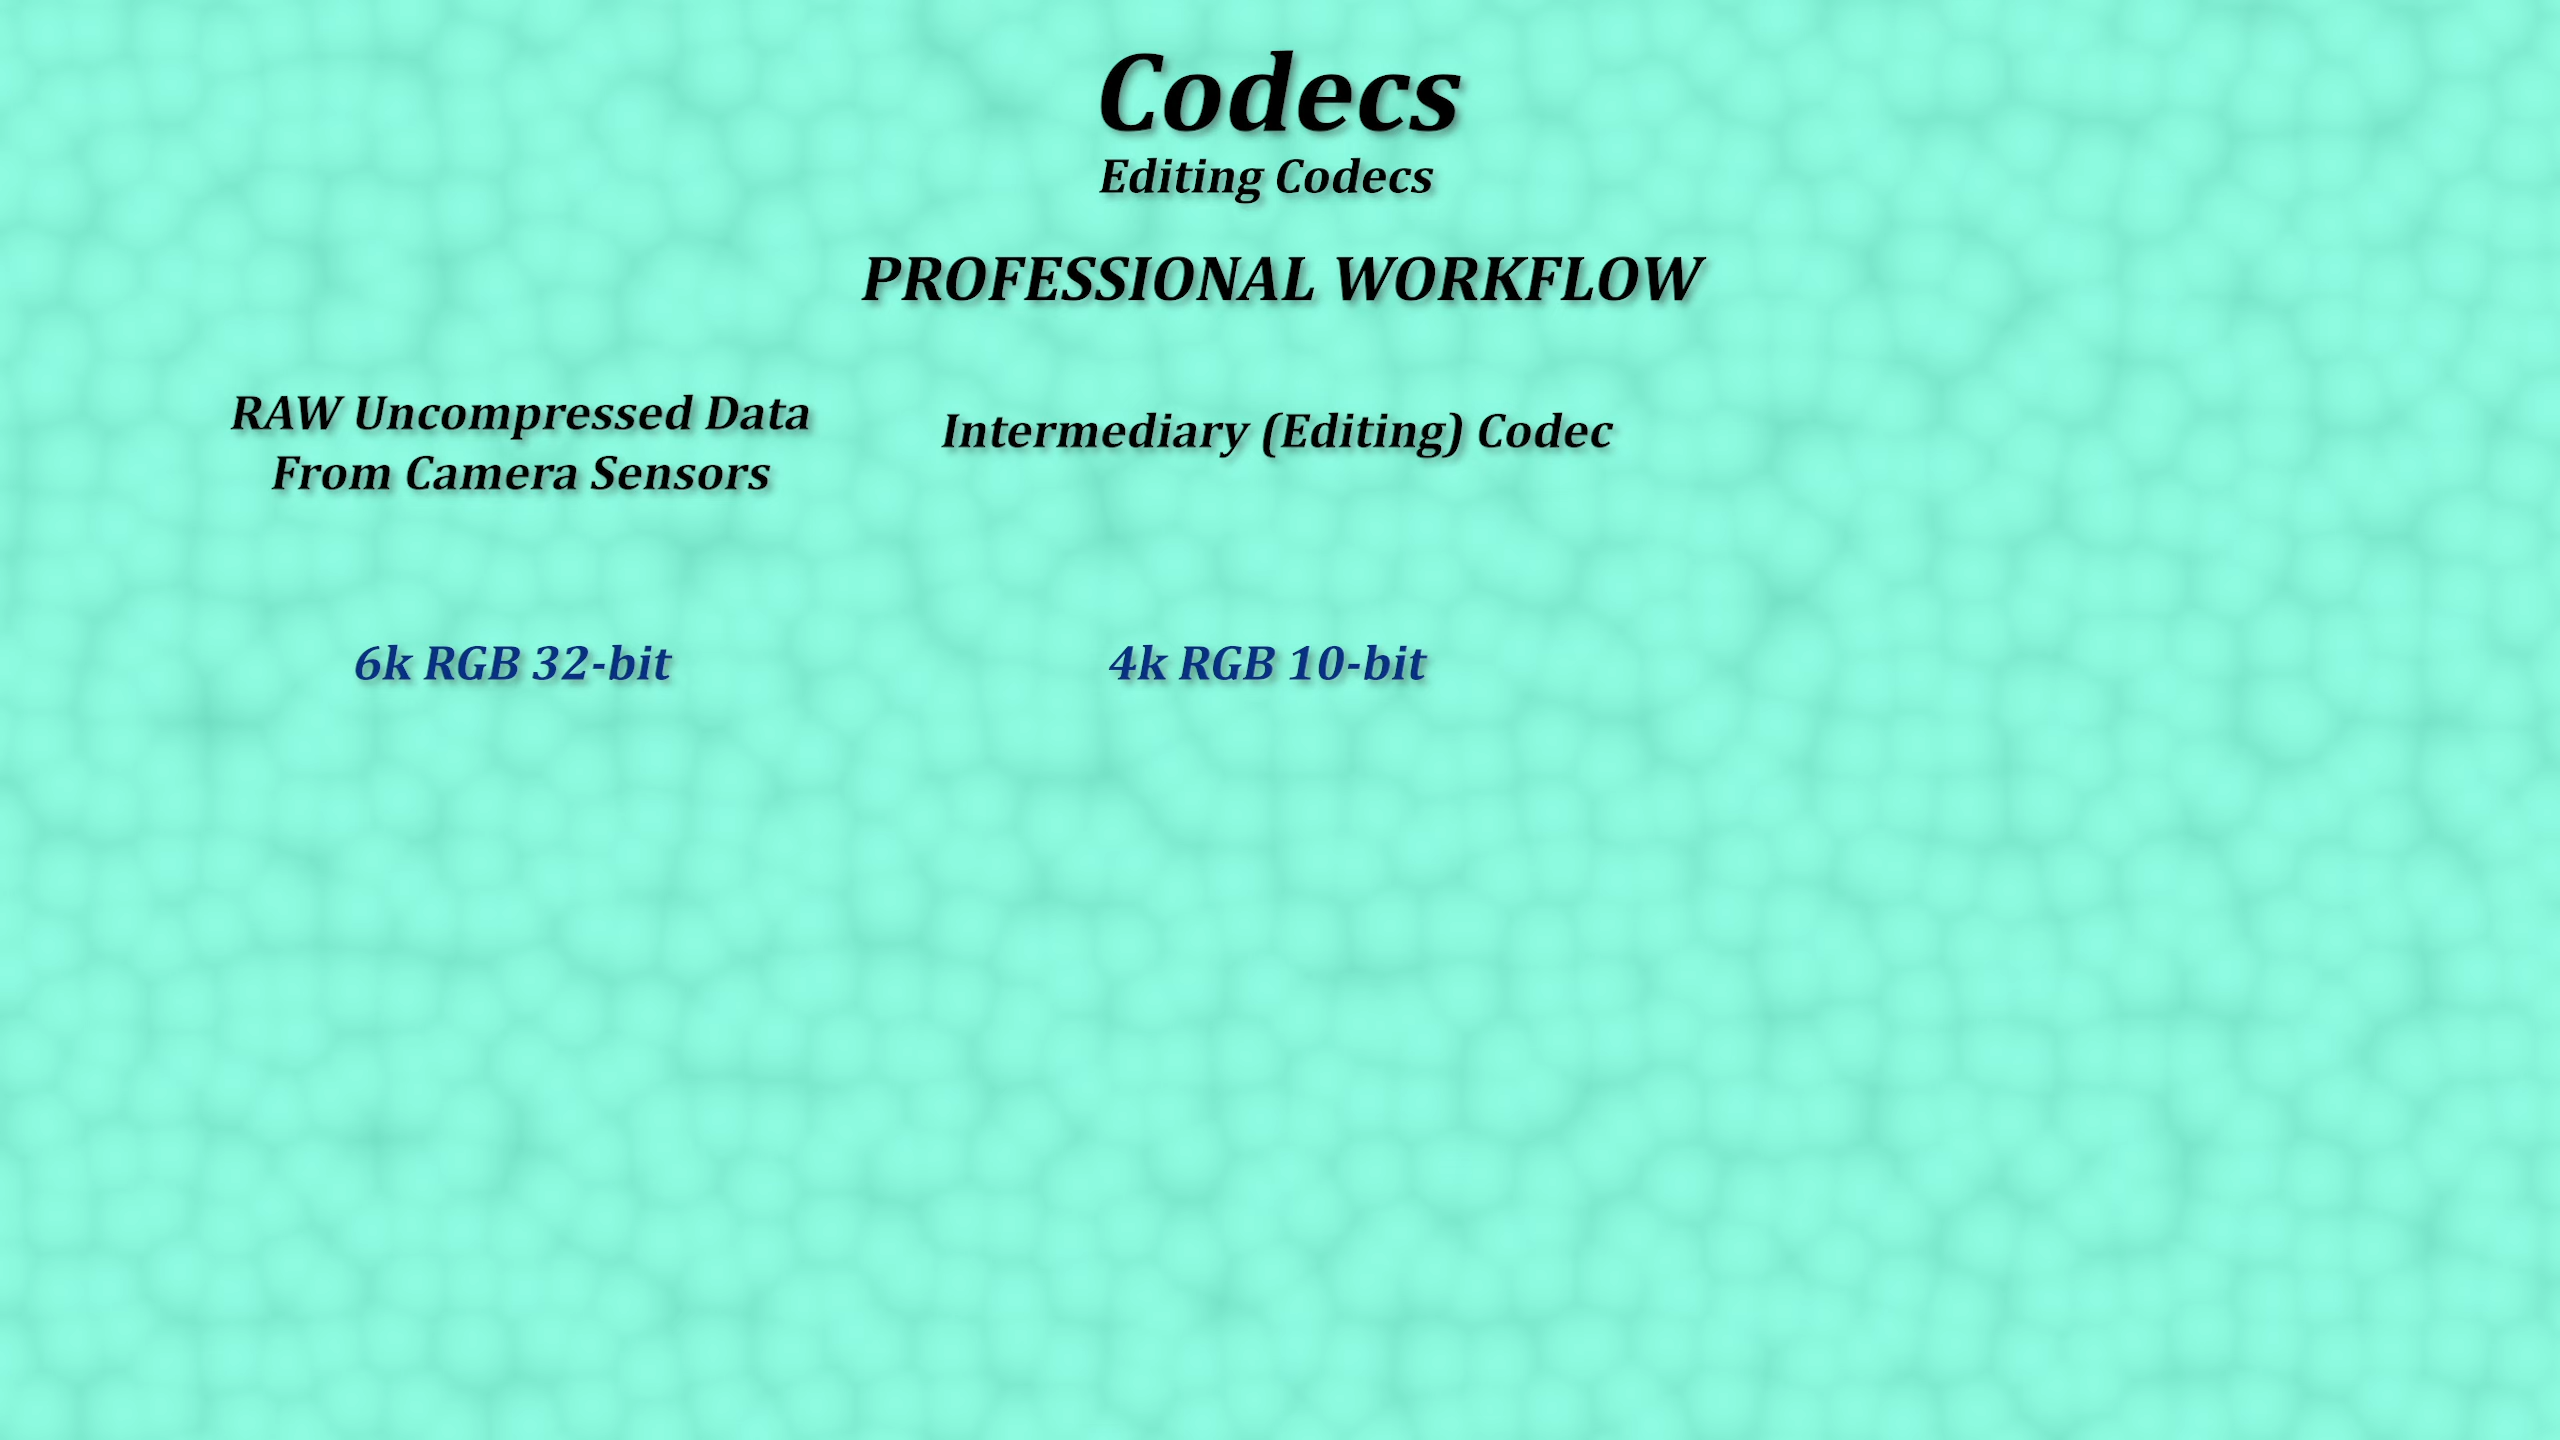 Codecs
Editing Codecs
PROFESSIONAL WORKFLOW
RAW Uncompressed Data
From Camera Sensors
Intermediary (Editing) Codec
6k RGB 32-bit
4k RGB 10-bit